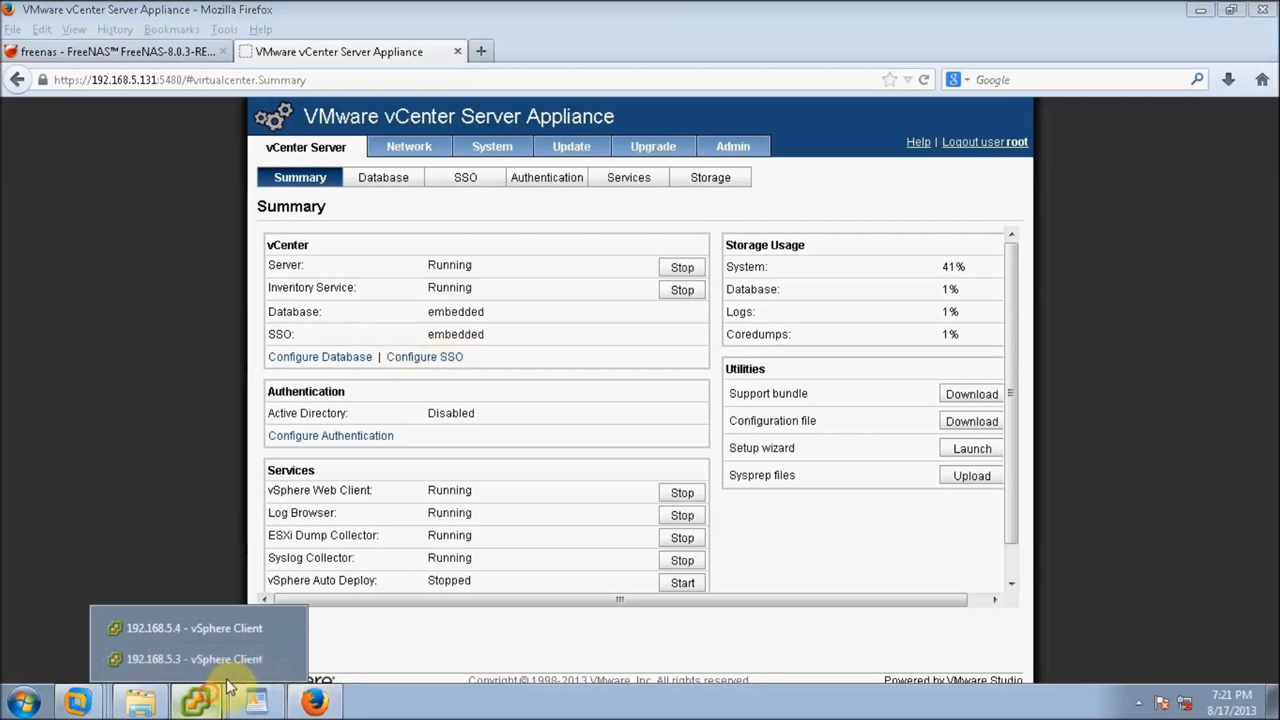 VMware vCenter Server Appliance - Mozilla Firefox
File Edit View History Bookmarks Tools Help
freenas - FreeNAS™ FreeNAS-8.0.3-RE... VMware vCenter Server Appliance
https://192.168.5.131:5480/#virtualcenter.Summary Google
VMware vCenter Server Appliance
vCenter Server Network System Update Upgrade Admin Help | Logout user root
Summary Database SSO Authentication Services Storage
Summary
vCenter
Server: Running Stop
Inventory Service: Running Stop
Database: embedded
SSO: embedded
Configure Database | Configure SSO
Authentication
Active Directory: Disabled
Configure Authentication
Services
vSphere Web Client: Running Stop
Log Browser: Running Stop
ESXi Dump Collector: Running Stop
Syslog Collector: Running Stop
vSphere Auto Deploy: Stopped Start
Storage Usage
System: 41%
Database: 1%
Logs: 1%
Coredumps: 1%
Utilities
Support bundle Download
Configuration file Download
Setup wizard Launch
Sysprep files Upload
192.168.5.4 - vSphere Client
192.168.5.3 - vSphere Client
Copyright © 1998-2013 VMware, Inc. Powered by VMware Studio
7:21 PM
8/17/2013